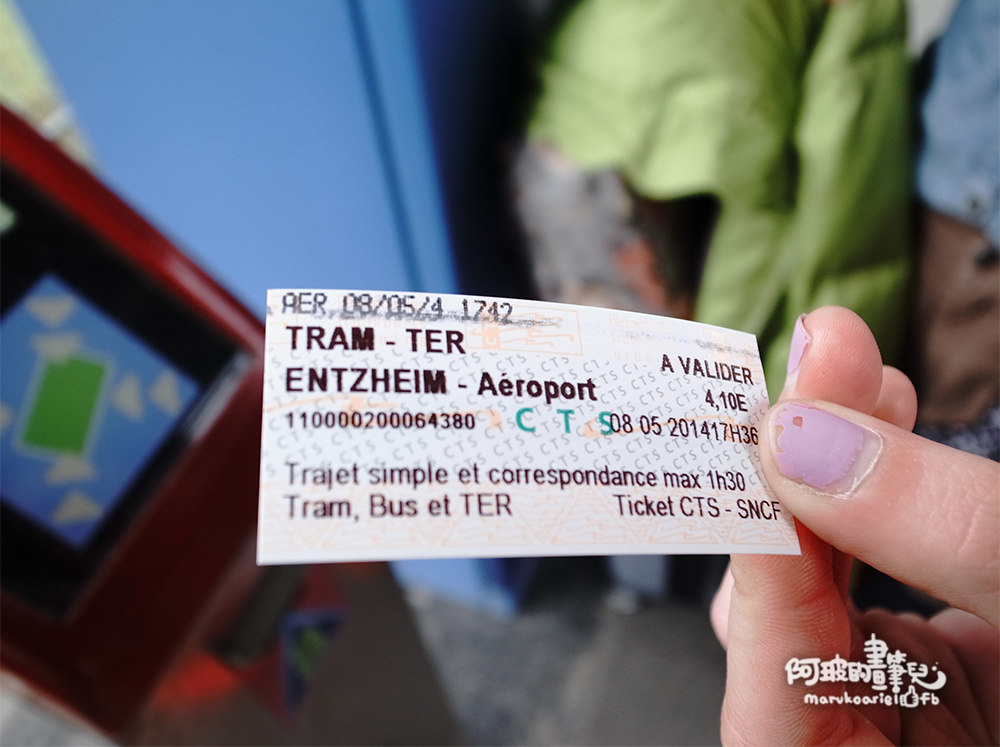 AER 08/05/4 1742
TRAM - TER
A VALIDER
ENTZHEIM - Aéroport
4,10E
110000200064380
CTS
08 05 201417H36
Trajet simple et correspondance max 1h30
Tram, Bus et TER
Ticket CTS - SNCF
阿玻的畫筆兒
marukoariel fb